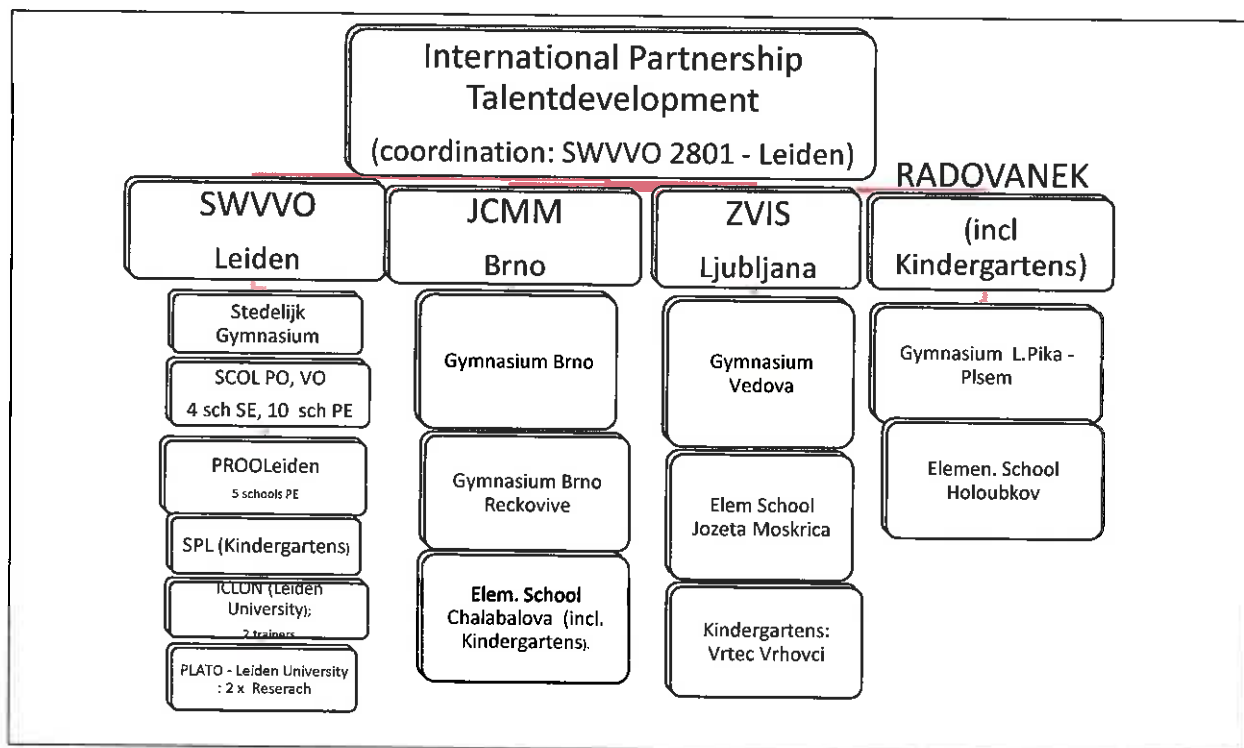 International Partnership
Talentdevelopment
(coordination: SWVVO 2801 - Leiden)
SWVVO
Leiden
JCMM
Brno
ZVIS
Ljubljana
RADOVANEK
(incl
Kindergartens)
Stedelijk
Gymnasium
SCOL PO, VO
4 sch SE, 10 sch PE
PROOLeiden
5 schools PE
SPL (Kindergartens)
ICLON (Leiden
University);
2 trainers
PLATO - Leiden University
: 2 x Reserach
Gymnasium Brno
Gymnasium Brno
Reckovive
Elem. School
Chalabalova (incl.
Kindergartens).
Gymnasium
Vedova
Elem School
Jozeta Moskrica
Kindergartens:
Vrtec Vrhovci
Gymnasium L.Pika -
Plsem
Elemen. School
Holoubkov